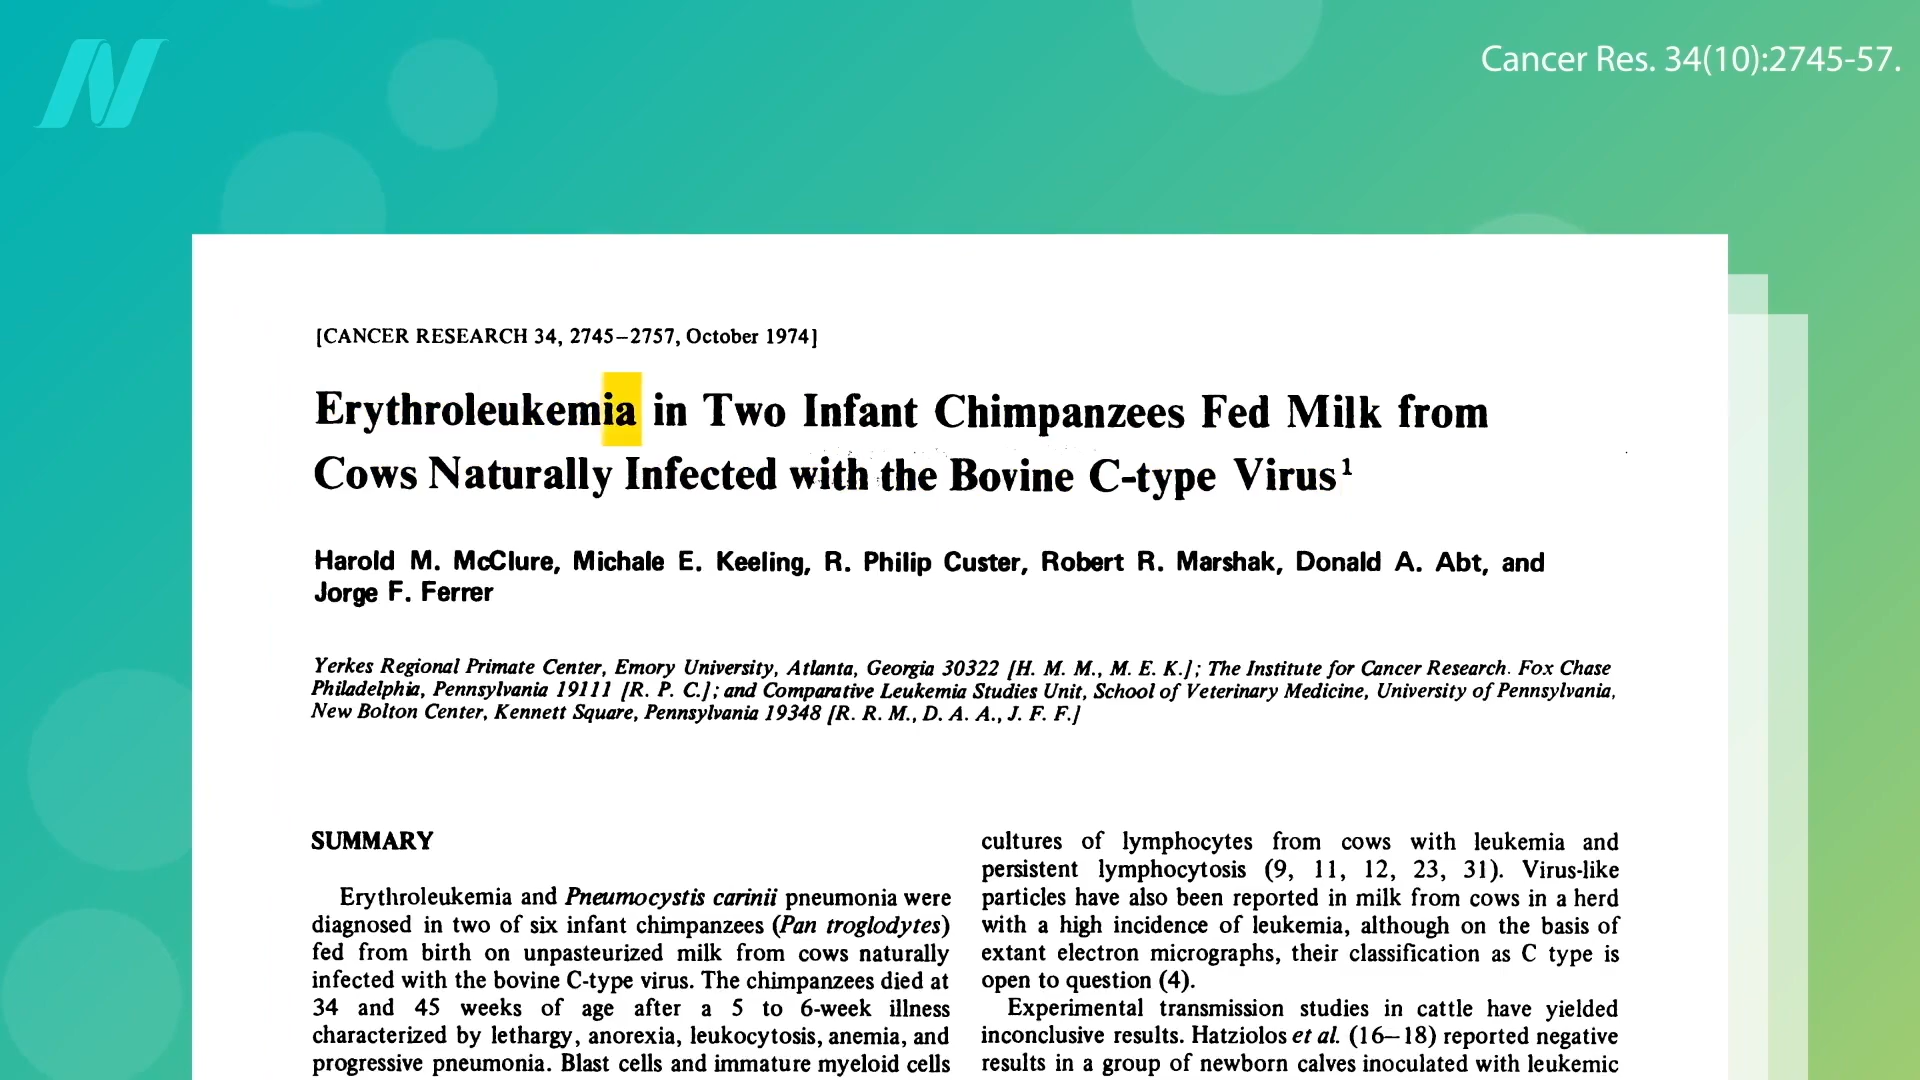 Cancer Res. 34(10):2745-57.
[CANCER RESEARCH 34, 2745–2757, October 1974]
Erythroleukemia in Two Infant Chimpanzees Fed Milk from
Cows Naturally Infected with the Bovine C-type Virus¹
Harold M. McClure, Michale E. Keeling, R. Philip Custer, Robert R. Marshak, Donald A. Abt, and
Jorge F. Ferrer
Yerkes Regional Primate Center, Emory University, Atlanta, Georgia 30322 [H. M. M., M. E. K.]; The Institute for Cancer Research. Fox Chase
Philadelphia, Pennsylvania 19111 [R. P. C.]; and Comparative Leukemia Studies Unit, School of Veterinary Medicine, University of Pennsylvania,
New Bolton Center, Kennett Square, Pennsylvania 19348 [R. R. M., D. A. A., J. F. F.]
SUMMARY
Erythroleukemia and Pneumocystis carinii pneumonia were
diagnosed in two of six infant chimpanzees (Pan troglodytes)
fed from birth on unpasteurized milk from cows naturally
infected with the bovine C-type virus. The chimpanzees died at
34 and 45 weeks of age after a 5 to 6-week illness
characterized by lethargy, anorexia, leukocytosis, anemia, and
progressive pneumonia. Blast cells and immature myeloid cells
cultures of lymphocytes from cows with leukemia and
persistent lymphocytosis (9, 11, 12, 23, 31). Virus-like
particles have also been reported in milk from cows in a herd
with a high incidence of leukemia, although on the basis of
extant electron micrographs, their classification as C type is
open to question (4).
Experimental transmission studies in cattle have yielded
inconclusive results. Hatziolos et al. (16–18) reported negative
results in a group of newborn calves inoculated with leukemic